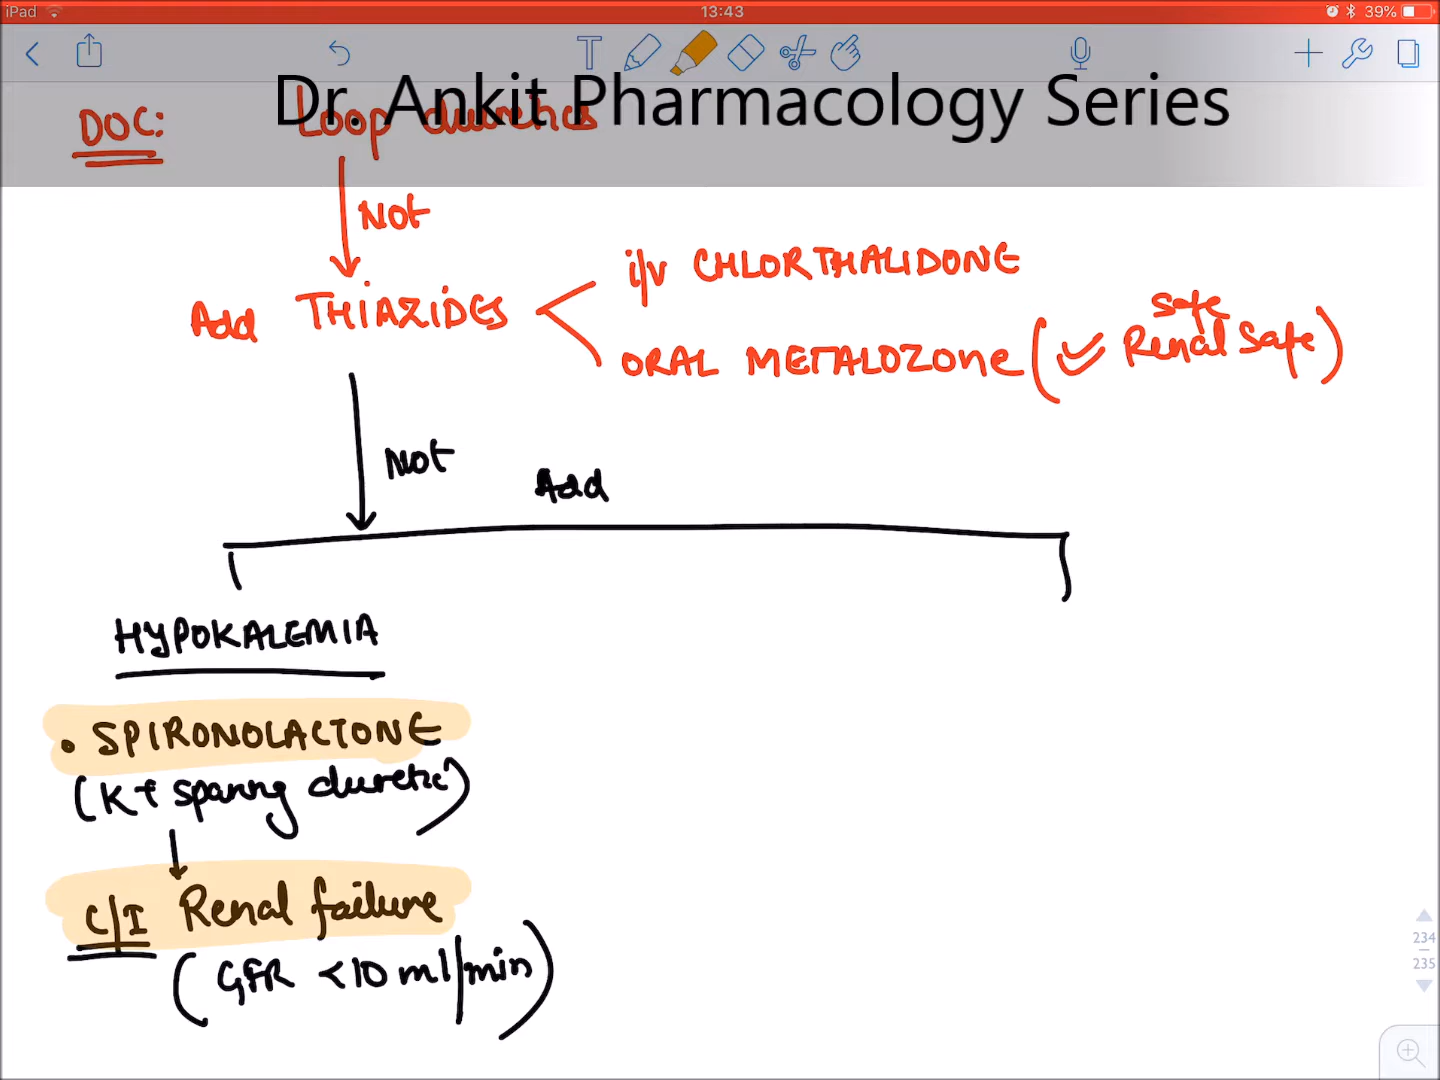 iPad 13:43 39%
Dr. Ankit Pharmacology Series
DOC: Loop diuretics
Not
Add THIAZIDES
i/v CHLORTHALIDONE
safe
ORAL METALOZONE ( Renal safe )
Not
Add
HYPOKALEMIA
• SPIRONOLACTONE
(K+ sparing diuretic)
C/I Renal failure
( GFR <10 ml/min )
234
235